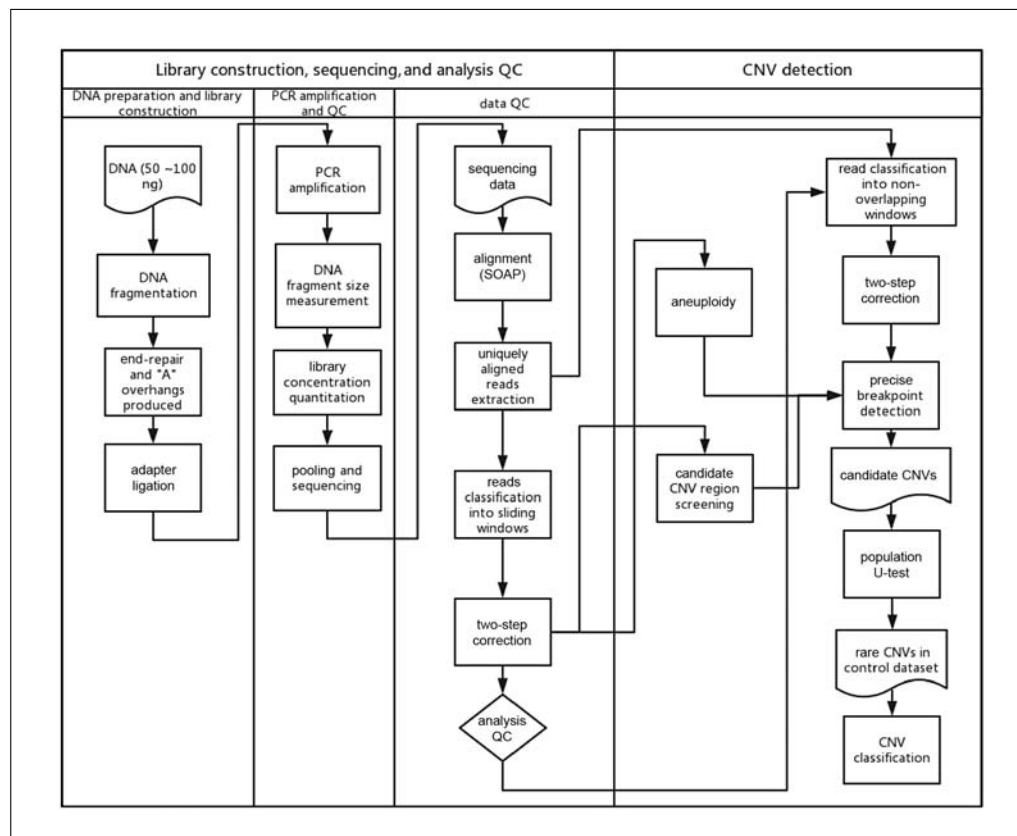 Library construction, sequencing, and analysis QC
CNV detection
DNA preparation and library
construction
PCR amplification
and QC
data QC
DNA (50 ~100
ng)
DNA
fragmentation
end-repair
and "A"
overhangs
produced
adapter
ligation
PCR
amplification
DNA
fragment size
measurement
library
concentration
quantitation
pooling and
sequencing
sequencing
data
alignment
(SOAP)
uniquely
aligned
reads
extraction
reads
classification
into sliding
windows
two-step
correction
analysis
QC
aneuploidy
candidate
CNV region
screening
read classification
into non-
overlapping
windows
two-step
correction
precise
breakpoint
detection
candidate CNVs
population
U-test
rare CNVs in
control dataset
CNV
classification